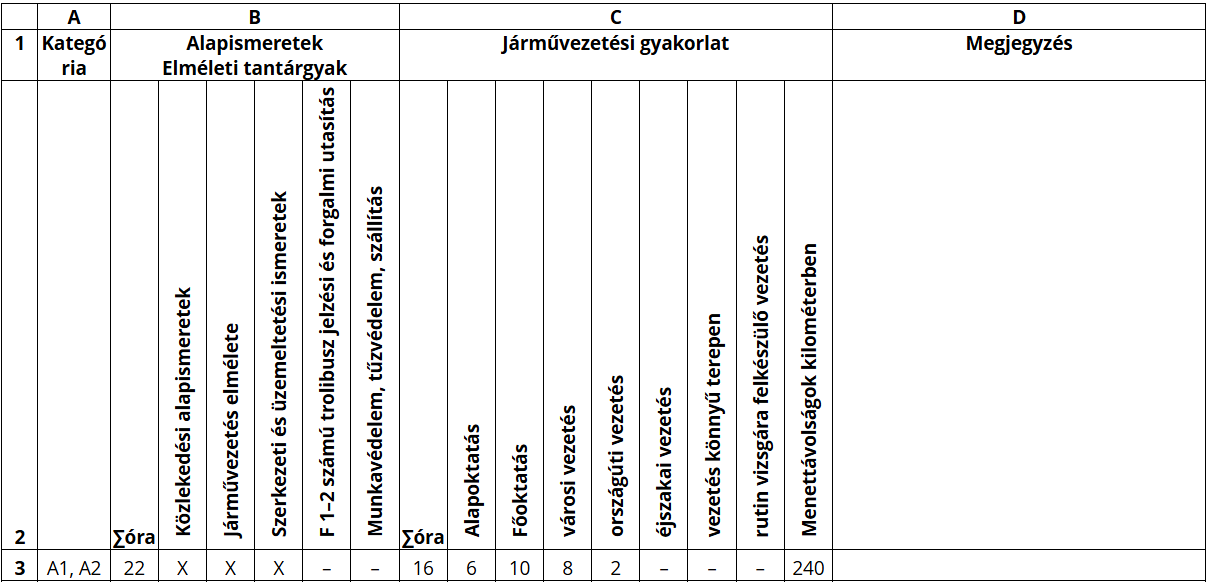 A B C D
1 Kategó Alapismeretek Járművezetési gyakorlat Megjegyzés
ria Elméleti tantárgyak
2 ∑óra Közlekedési alapismeretek Járművezetés elmélete Szerkezeti és üzemeltetési ismeretek F 1–2 számú trolibusz jelzési és forgalmi utasítás Munkavédelem, tűzvédelem, szállítás ∑óra Alapoktatás Főoktatás városi vezetés országúti vezetés éjszakai vezetés vezetés könnyű terepen rutin vizsgára felkészülő vezetés Menettávolságok kilométerben
3 A1, A2 22 X X X – – 16 6 10 8 2 – – – 240